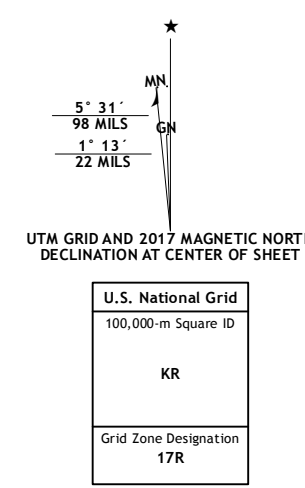 ★
MN
5° 31´
98 MILS
GN
1° 13´
22 MILS
UTM GRID AND 2017 MAGNETIC NORT
DECLINATION AT CENTER OF SHEET
U.S. National Grid
100,000-m Square ID
KR
Grid Zone Designation
17R